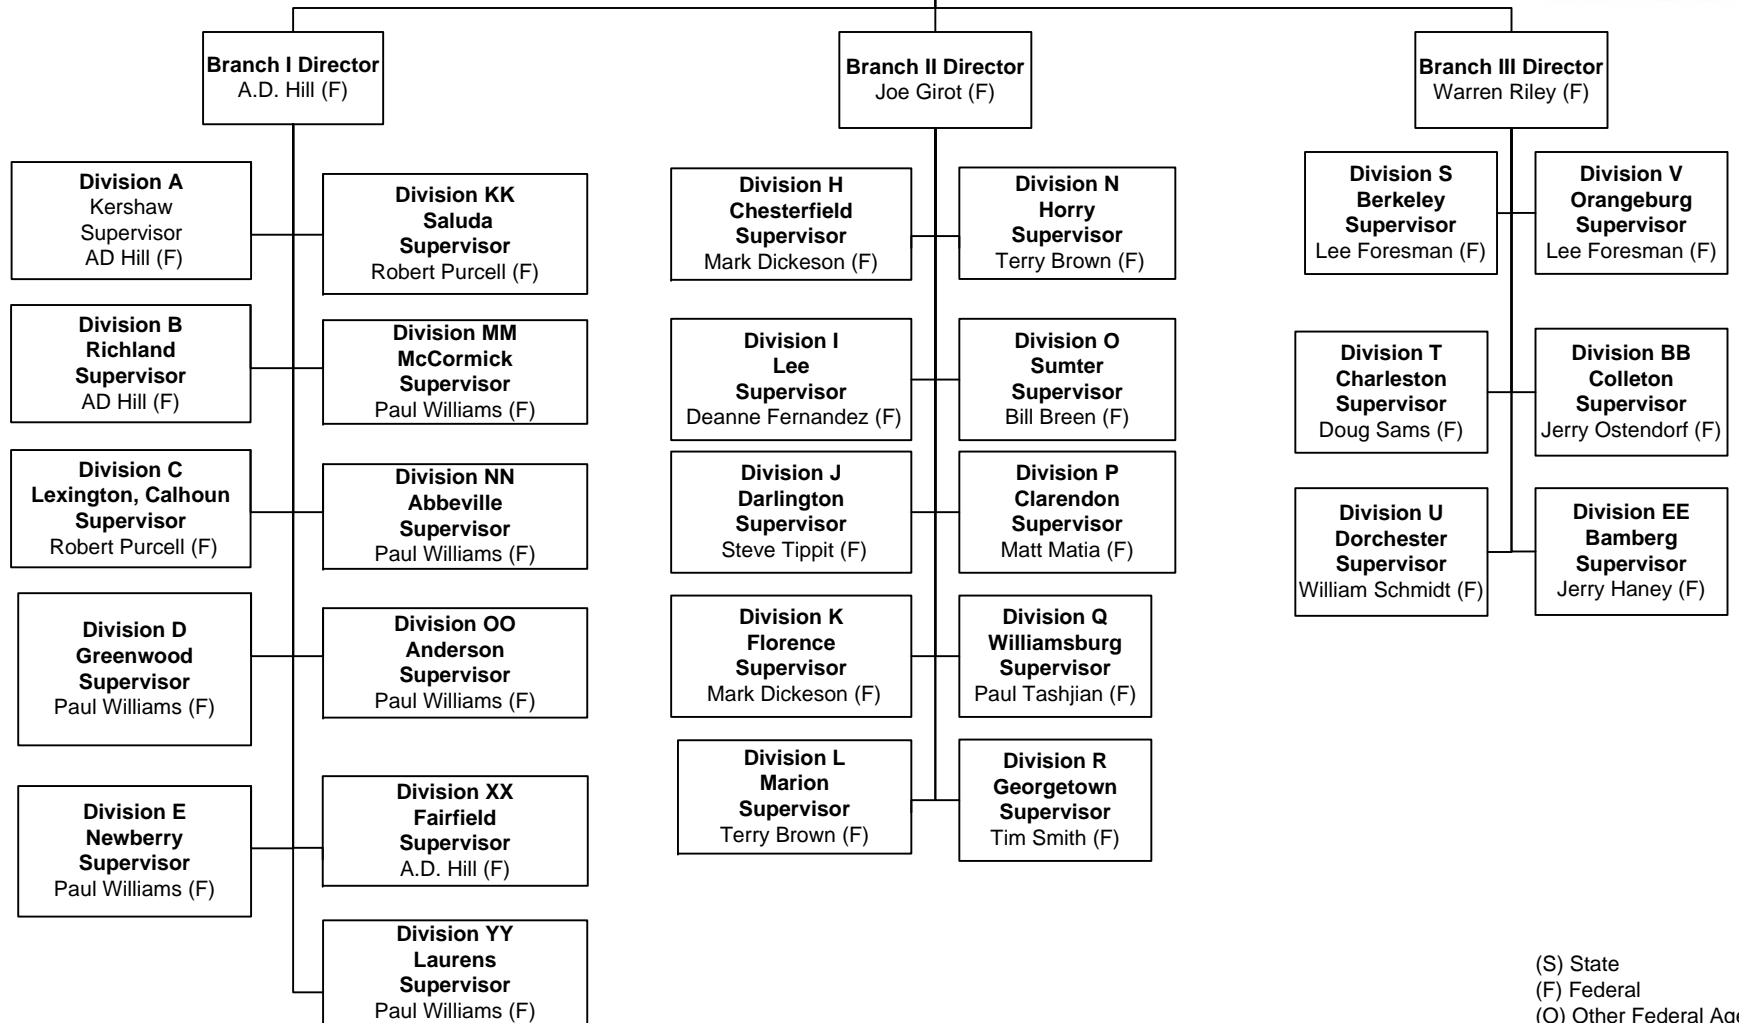 Branch I Director
A.D. Hill (F)
Branch II Director
Joe Girot (F)
Branch III Director
Warren Riley (F)
Division A
Kershaw
Supervisor
AD Hill (F)
Division KK
Saluda
Supervisor
Robert Purcell (F)
Division B
Richland
Supervisor
AD Hill (F)
Division MM
McCormick
Supervisor
Paul Williams (F)
Division C
Lexington, Calhoun
Supervisor
Robert Purcell (F)
Division NN
Abbeville
Supervisor
Paul Williams (F)
Division D
Greenwood
Supervisor
Paul Williams (F)
Division OO
Anderson
Supervisor
Paul Williams (F)
Division E
Newberry
Supervisor
Paul Williams (F)
Division XX
Fairfield
Supervisor
A.D. Hill (F)
Division YY
Laurens
Supervisor
Paul Williams (F)
Division H
Chesterfield
Supervisor
Mark Dickeson (F)
Division N
Horry
Supervisor
Terry Brown (F)
Division I
Lee
Supervisor
Deanne Fernandez (F)
Division O
Sumter
Supervisor
Bill Breen (F)
Division J
Darlington
Supervisor
Steve Tippit (F)
Division P
Clarendon
Supervisor
Matt Matia (F)
Division K
Florence
Supervisor
Mark Dickeson (F)
Division Q
Williamsburg
Supervisor
Paul Tashjian (F)
Division L
Marion
Supervisor
Terry Brown (F)
Division R
Georgetown
Supervisor
Tim Smith (F)
Division S
Berkeley
Supervisor
Lee Foresman (F)
Division V
Orangeburg
Supervisor
Lee Foresman (F)
Division T
Charleston
Supervisor
Doug Sams (F)
Division BB
Colleton
Supervisor
Jerry Ostendorf (F)
Division U
Dorchester
Supervisor
William Schmidt (F)
Division EE
Bamberg
Supervisor
Jerry Haney (F)
(S) State
(F) Federal
(O) Other Federal Age